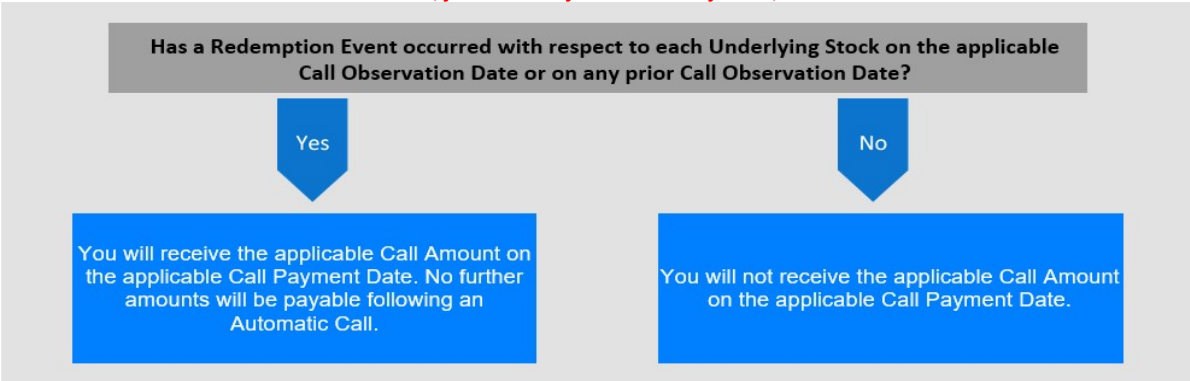 Has a Redemption Event occurred with respect to each Underlying Stock on the applicable
Call Observation Date or on any prior Call Observation Date?
Yes
No
You will receive the applicable Call Amount on
the applicable Call Payment Date. No further
amounts will be payable following an
Automatic Call.
You will not receive the applicable Call Amount
on the applicable Call Payment Date.